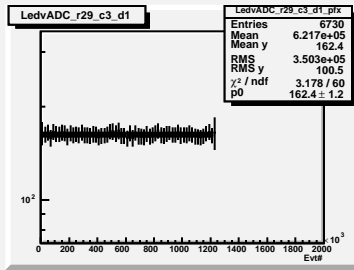 LedvADC_r29_c3_d1
LedvADC_r29_c3_d1_pfx
Entries 6730
Mean 6.217e+05
Mean y 162.4
RMS 3.503e+05
RMS y 100.5
χ² / ndf 3.178 / 60
p0 162.4 ± 1.2
10²
0 200 400 600 800 1000 1200 1400 1600 1800 2000
×10³
Evt#